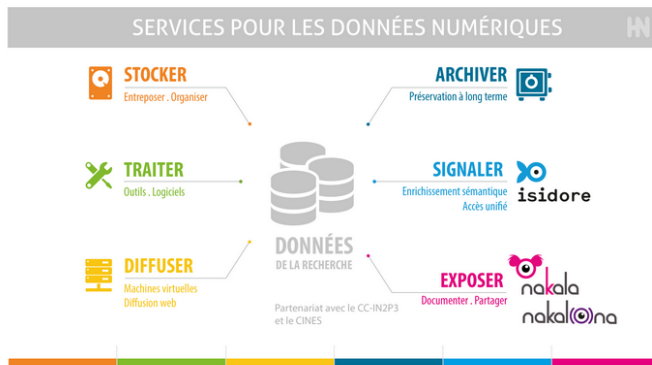 SERVICES POUR LES DONNÉES NUMÉRIQUES
HN
STOCKER
Entreposer . Organiser
TRAITER
Outils . Logiciels
DIFFUSER
Machines virtuelles
Diffusion web
DONNÉES
DE LA RECHERCHE
Partenariat avec le CC-IN2P3
et le CINES
ARCHIVER
Préservation à long terme
SIGNALER
Enrichissement sémantique
Accès unifié
isidore
EXPOSER
Documenter . Partager
nakala
nakalona